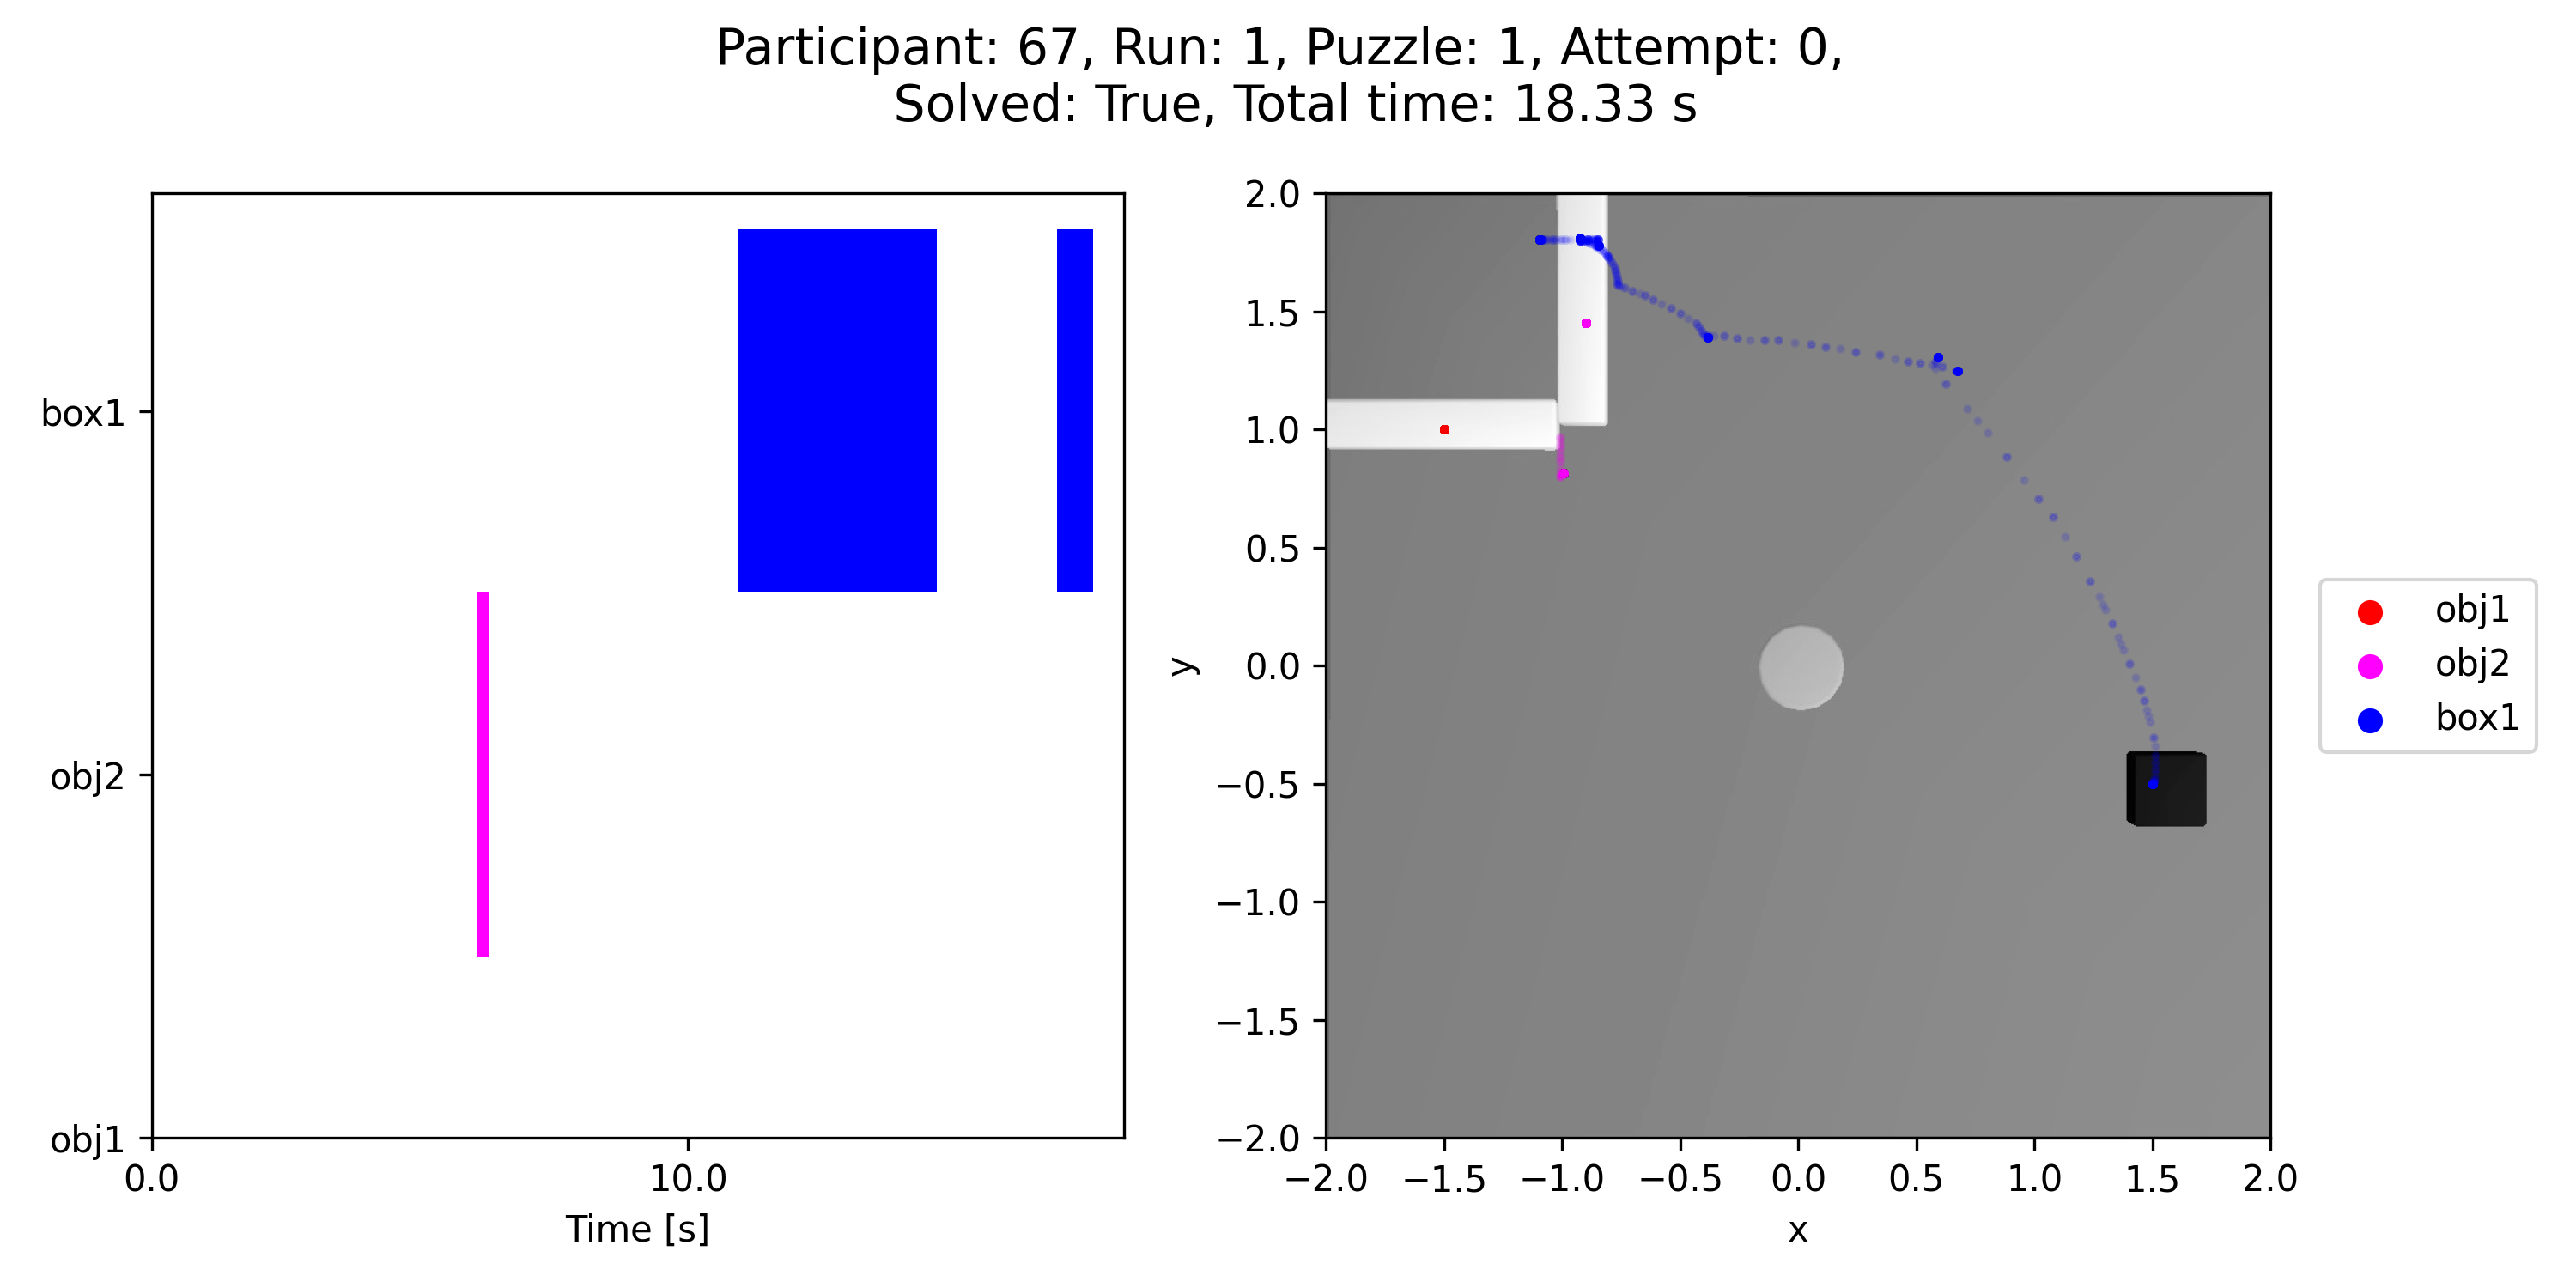 Participant: 67, Run: 1, Puzzle: 1, Attempt: 0,
Solved: True, Total time: 18.33 s
box1
obj2
obj1
0.0
10.0
Time [s]
2.0
1.5
1.0
0.5
0.0
−0.5
−1.0
−1.5
−2.0
y
−2.0
−1.5
−1.0
−0.5
0.0
0.5
1.0
1.5
2.0
x
obj1
obj2
box1